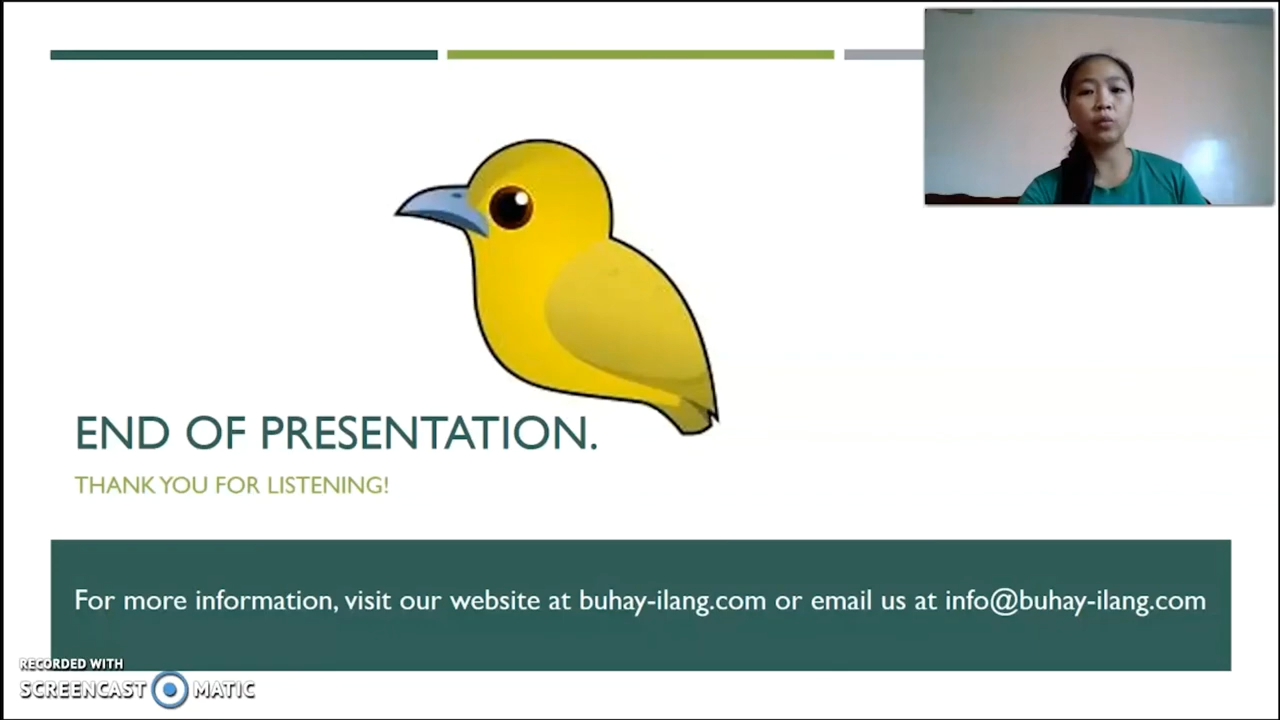 END OF PRESENTATION.
THANK YOU FOR LISTENING!
For more information, visit our website at buhay-ilang.com or email us at info@buhay-ilang.com
RECORDED WITH
SCREENCAST MATIC